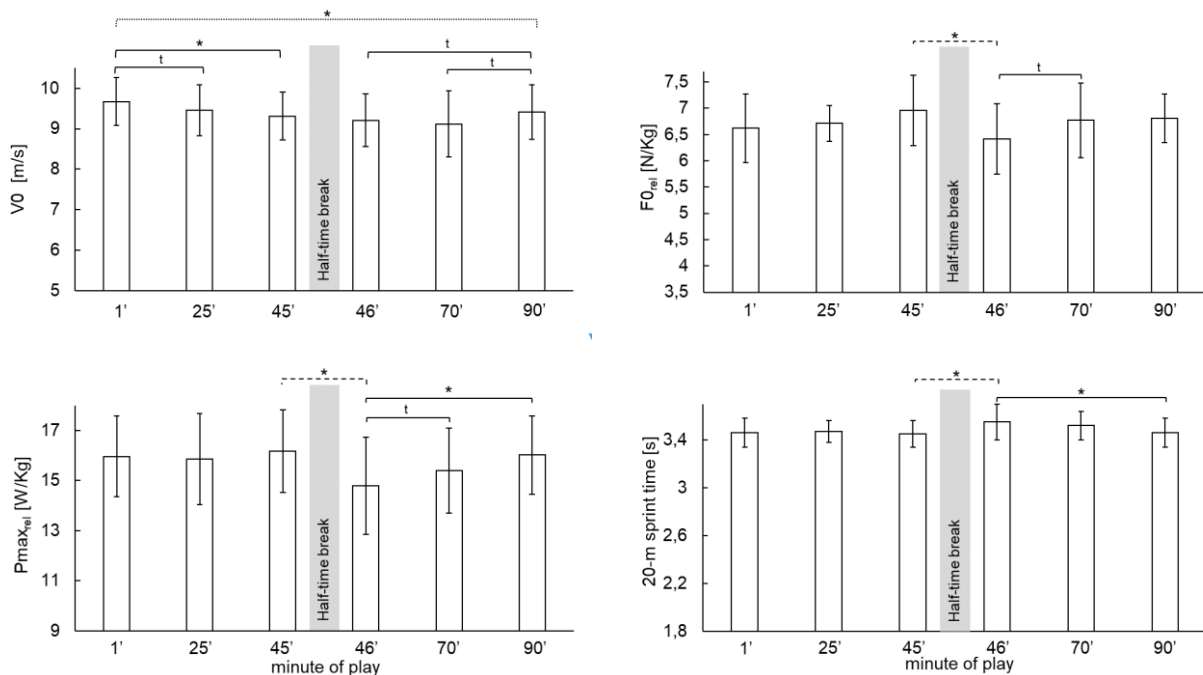 *
*
t
t
t
10
9
8
7
6
5
V0 [m/s]
Half-time break
1’ 25’ 45’ 46’ 70’ 90’
*
t
7,5
7
6,5
6
5,5
5
4,5
4
3,5
F0rel [N/Kg]
Half-time break
1’ 25’ 45’ 46’ 70’ 90’
*
*
t
17
15
13
11
9
Pmaxrel [W/Kg]
Half-time break
1’ 25’ 45’ 46’ 70’ 90’
minute of play
*
*
3,4
3
2,6
2,2
1,8
20-m sprint time [s]
Half-time break
1’ 25’ 45’ 46’ 70’ 90’
minute of play